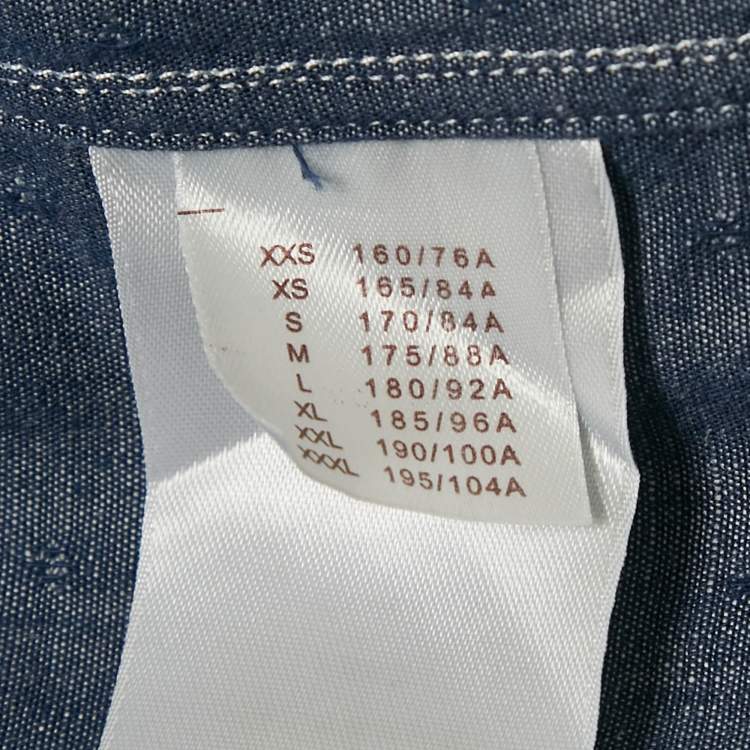 XXS 160/76A
XS 165/84A
S 170/84A
M 175/88A
L 180/92A
XL 185/96A
XXL 190/100A
XXXL 195/104A